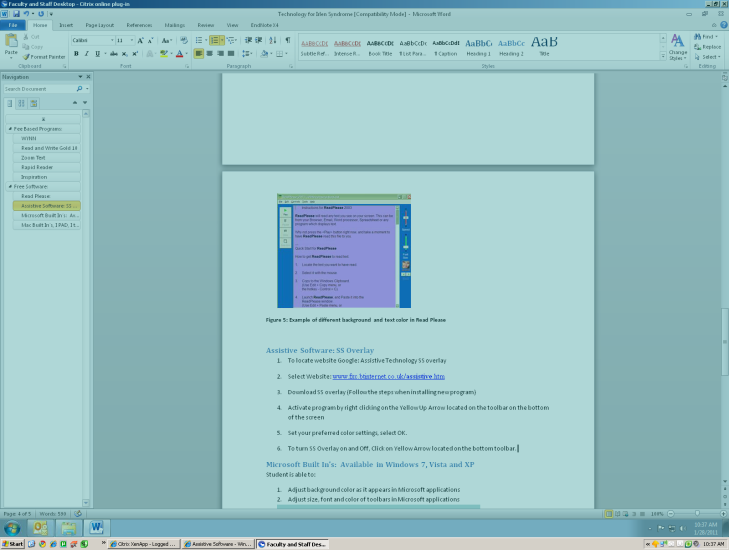 Faculty and Staff Desktop - Citrix online plug-in
Technology for Irlen Syndrome [Compatibility Mode] - Microsoft Word
File Home Insert Page Layout References Mailings Review View EndNote X4
Cut
Copy
Paste Format Painter
Calibri 11
AaBbCcDc AaBbCcDc AaBbCcDc AaBbCcDc AaBbCcDc AaBbC AaBbCc AaB
Subtle Ref... Intense R... Book Title ¶ List Para... ¶ Caption Heading 1 Heading 2 Title
Change Styles
Find
Replace
Select
Clipboard Font Paragraph Styles Editing
Navigation
Search Document
Fee Based Programs:
WYNN
Read and Write Gold 10
Zoom Text
Rapid Reader
Inspiration
Free Software:
Read Please
Assistive Software: SS ...
Microsoft Built In's: Av...
Mac Built In's, IPAD, It...
Figure 5: Example of different background and text color in Read Please
Assistive Software: SS Overlay
1. To locate website Google: Assistive Technology SS overlay
2. Select Website: www.fxc.btinternet.co.uk/assistive.htm
3. Download SS overlay (Follow the steps when installing new program)
4. Activate program by right clicking on the Yellow Up Arrow located on the toolbar on the bottom
of the screen
5. Set your preferred color settings, select OK.
6. To turn SS Overlay on and Off, Click on Yellow Arrow located on the bottom toolbar.
Microsoft Built In's: Available in Windows 7, Vista and XP
Student is able to:
1. Adjust background color as it appears in Microsoft applications
2. Adjust size, font and color of toolbars in Microsoft applications
Page 4 of 5 Words: 590
10:37 AM
Start Citrix XenApp - Logged ... Assistive Software - Win... Faculty and Staff Des... 10:37 AM